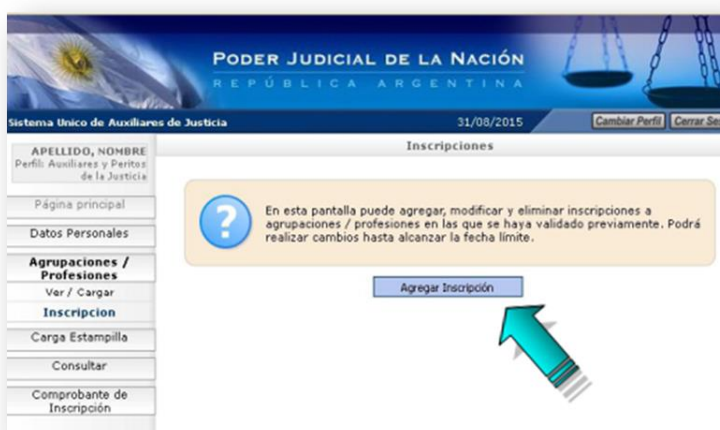 PODER JUDICIAL DE LA NACIÓN
REPÚBLICA ARGENTINA
Sistema Unico de Auxiliares de Justicia
31/08/2015
Cambiar Perfil
Cerrar Ses
APELLIDO, NOMBRE
Perfil: Auxiliares y Peritos
de la Justicia
Página principal
Datos Personales
Agrupaciones /
Profesiones
Ver / Cargar
Inscripcion
Carga Estampilla
Consultar
Comprobante de
Inscripción
Inscripciones
?
En esta pantalla puede agregar, modificar y eliminar inscripciones a
agrupaciones / profesiones en las que se haya validado previamente. Podrá
realizar cambios hasta alcanzar la fecha límite.
Agregar Inscripción